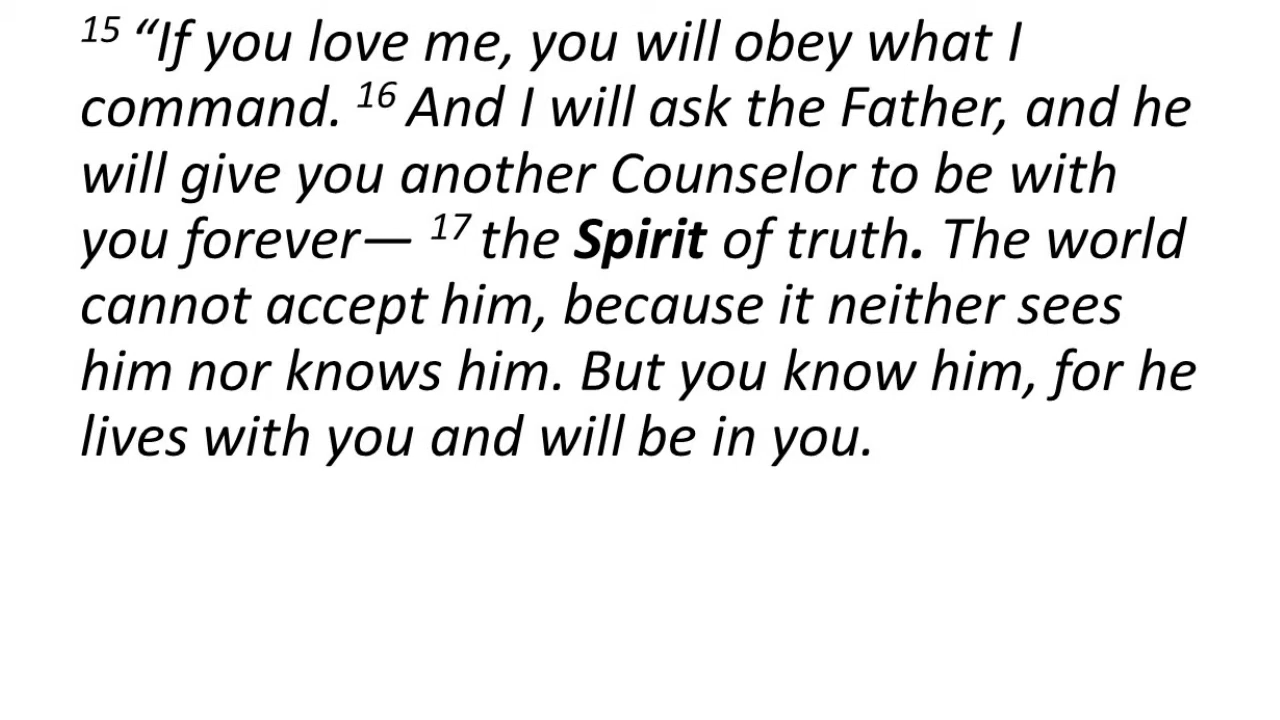 15 “If you love me, you will obey what I
command. 16 And I will ask the Father, and he
will give you another Counselor to be with
you forever— 17 the Spirit of truth. The world
cannot accept him, because it neither sees
him nor knows him. But you know him, for he
lives with you and will be in you.